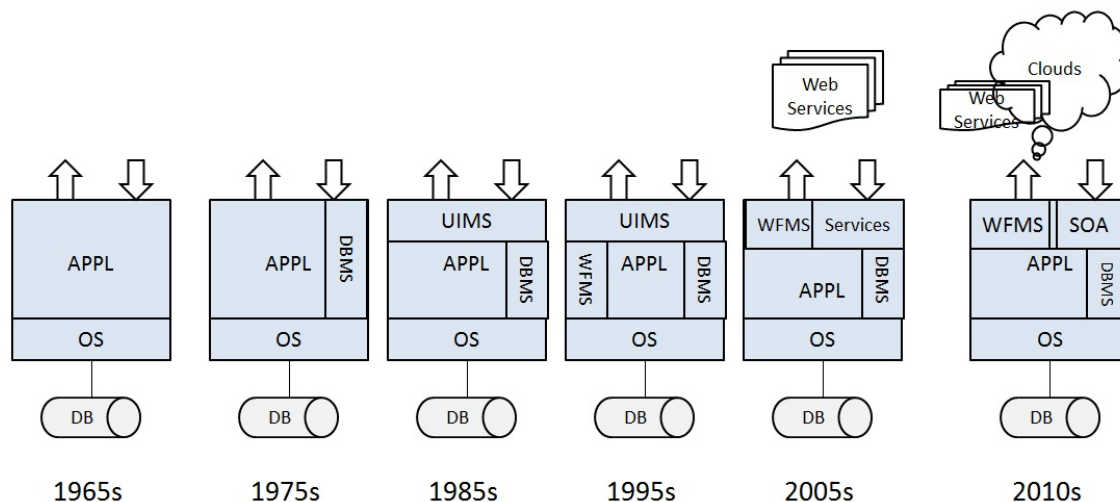 Web
Services
Clouds
Web
Services
APPL
OS
DB
1965s
APPL
DBMS
OS
DB
1975s
UIMS
APPL
DBMS
OS
DB
1985s
UIMS
WFMS
APPL
DBMS
OS
DB
1995s
WFMS
Services
APPL
DBMS
OS
DB
2005s
WFMS
SOA
APPL
DBMS
OS
DB
2010s